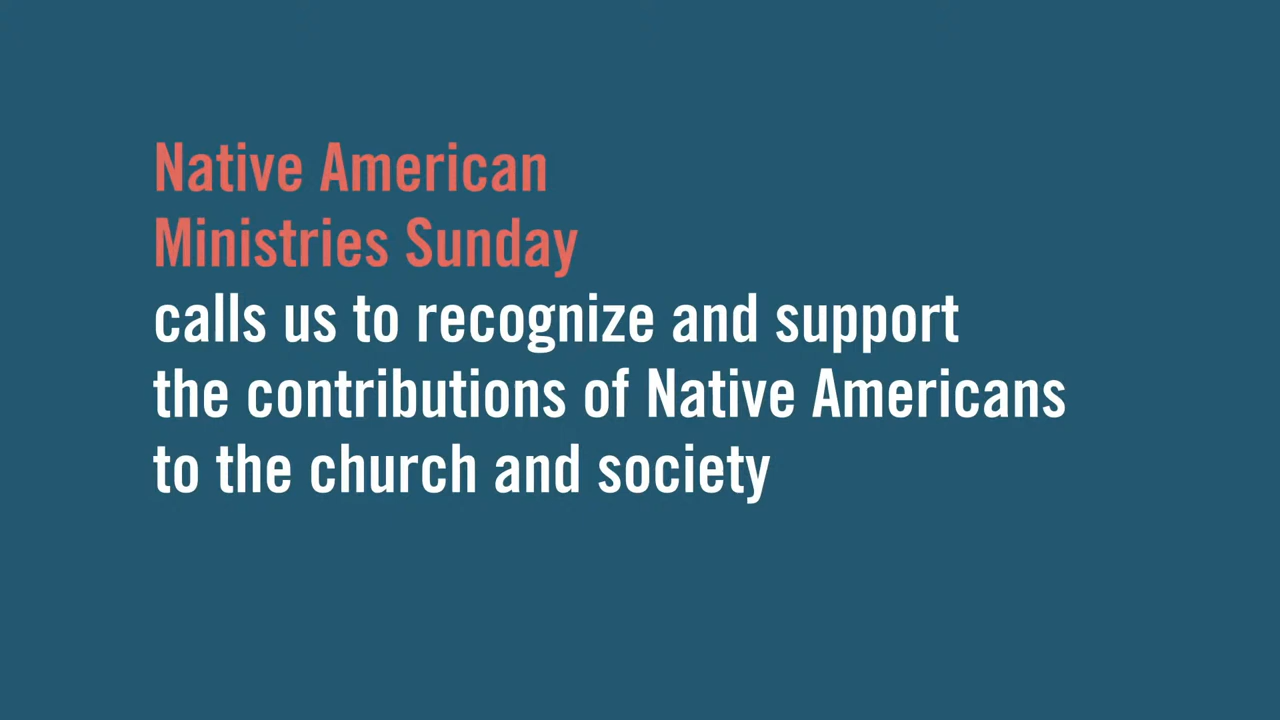 Native American
Ministries Sunday
calls us to recognize and support
the contributions of Native Americans
to the church and society